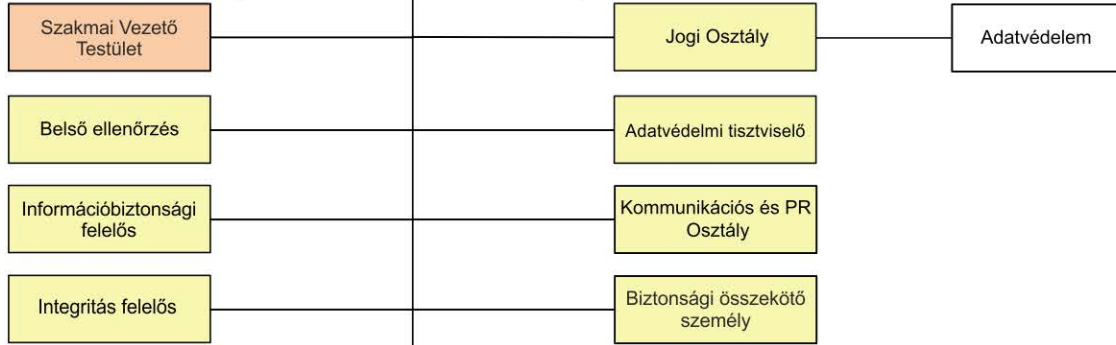 Szakmai Vezető
Testület
Jogi Osztály
Adatvédelem
Belső ellenőrzés
Adatvédelmi tisztviselő
Információbiztonsági
felelős
Kommunikációs és PR
Osztály
Integritás felelős
Biztonsági összekötő
személy